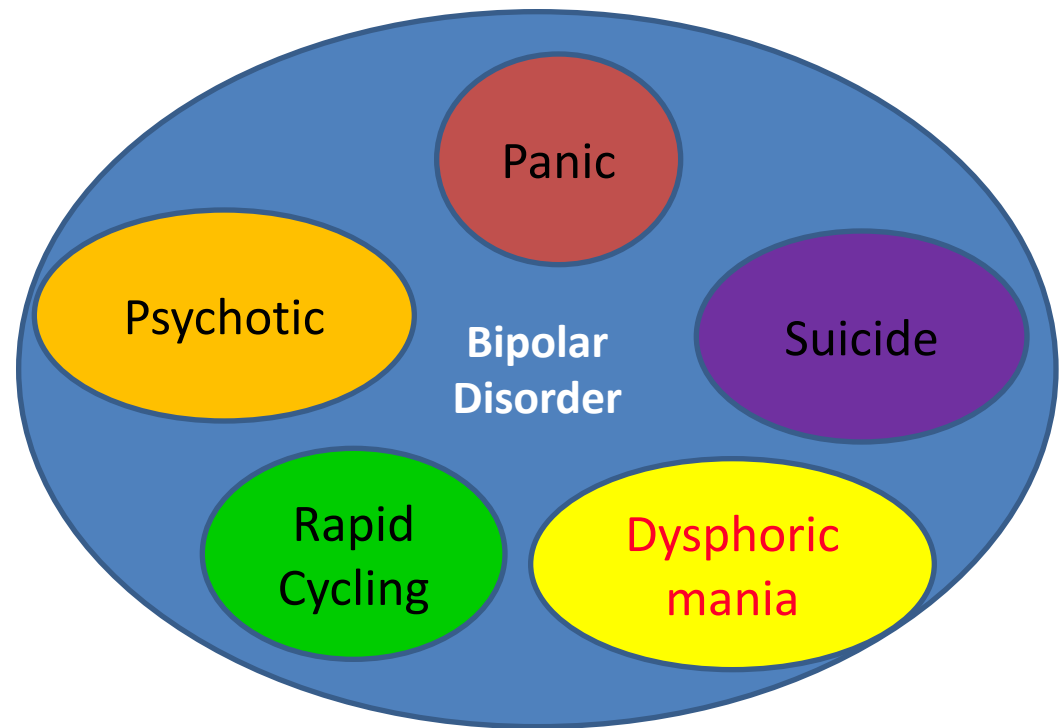 Panic
Psychotic
Suicide
Bipolar
Disorder
Rapid
Cycling
Dysphoric
mania